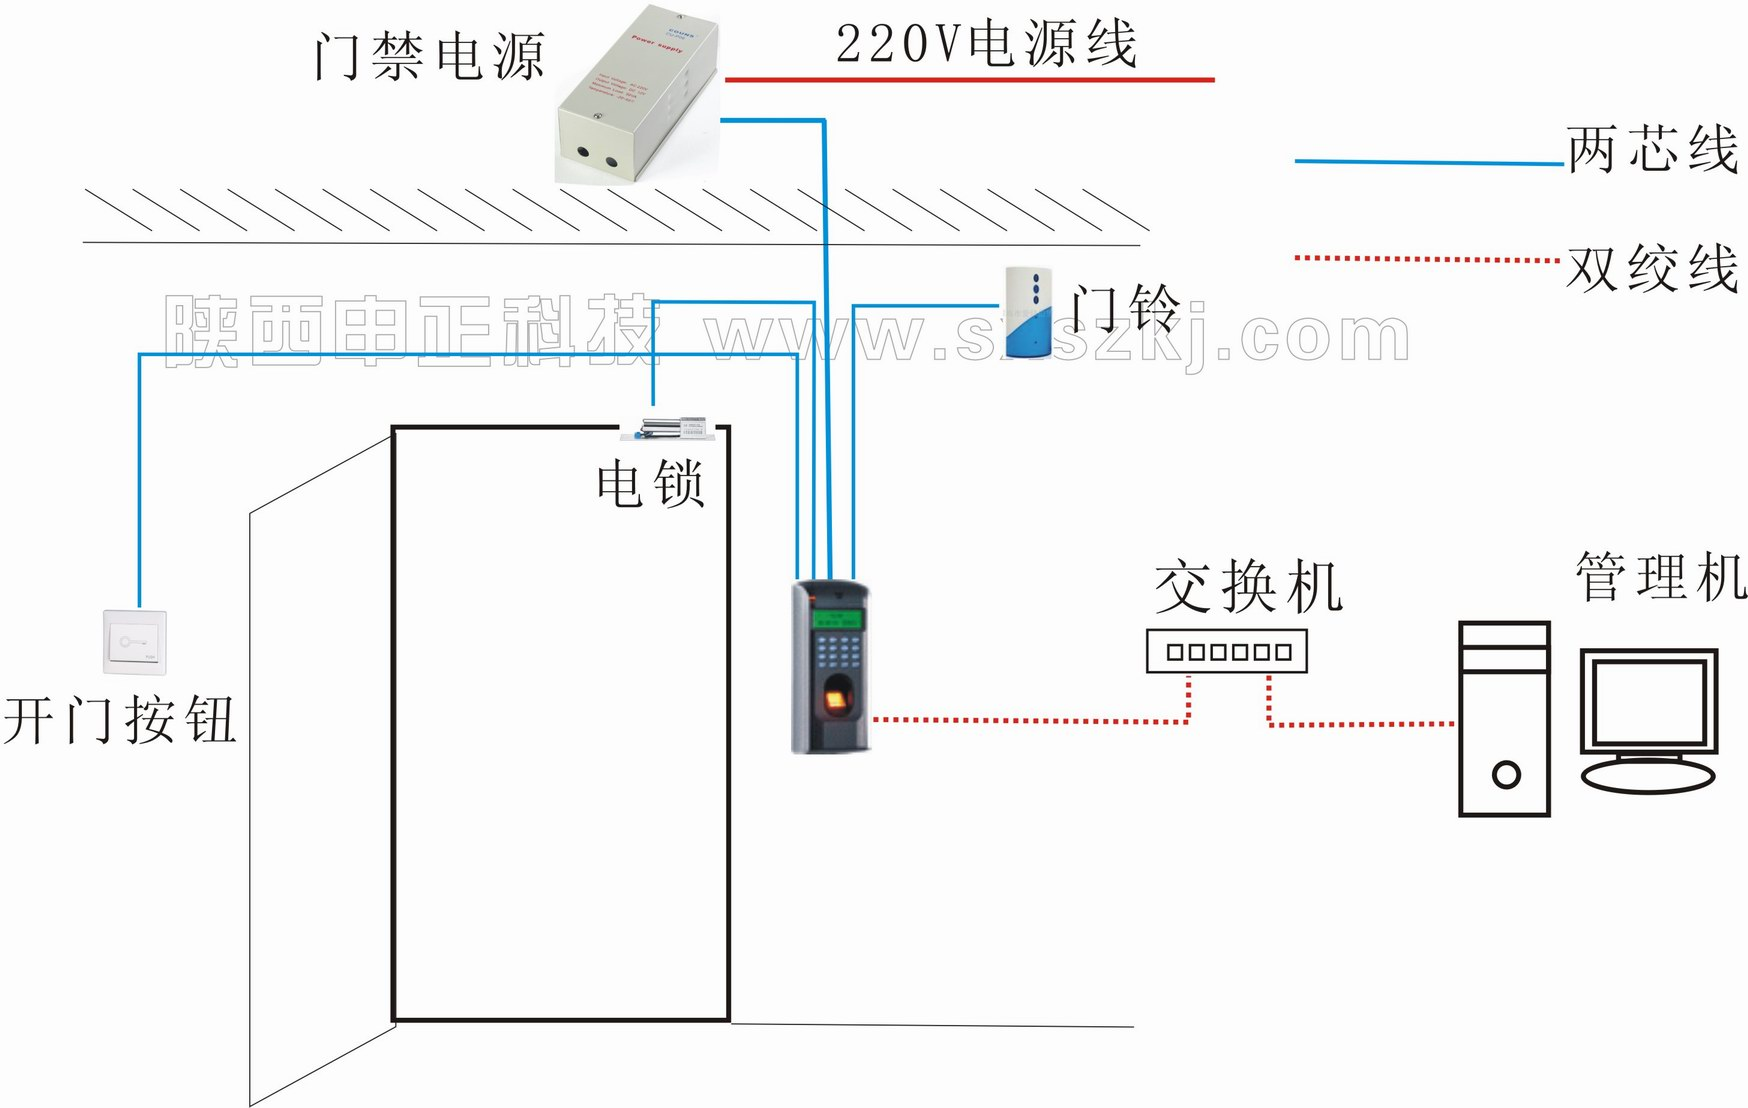 门禁电源
220V电源线
Power supply
两芯线
双绞线
门铃
陕西申正科技 www.sxszkj.com
电锁
交换机
管理机
开门按钮